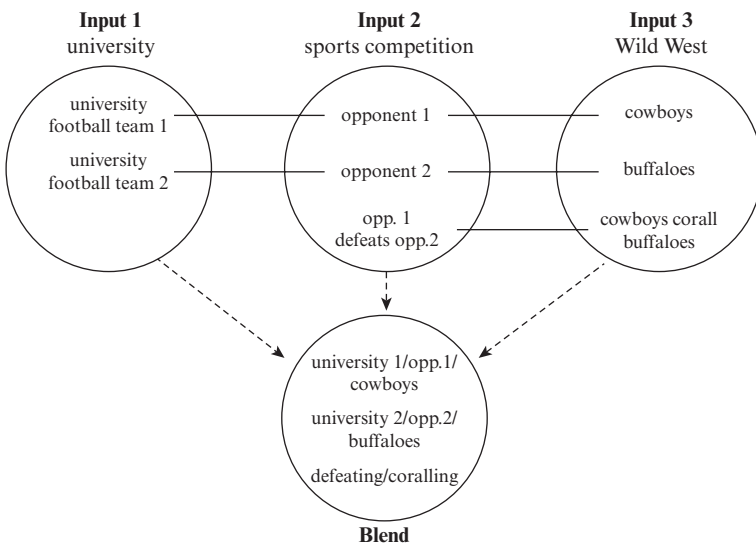 Input 1
university
Input 2
sports competition
Input 3
Wild West
university
football team 1
opponent 1
cowboys
university
football team 2
opponent 2
buffaloes
opp. 1
defeats opp.2
cowboys corall
buffaloes
university 1/opp.1/
cowboys
university 2/opp.2/
buffaloes
defeating/coralling
Blend